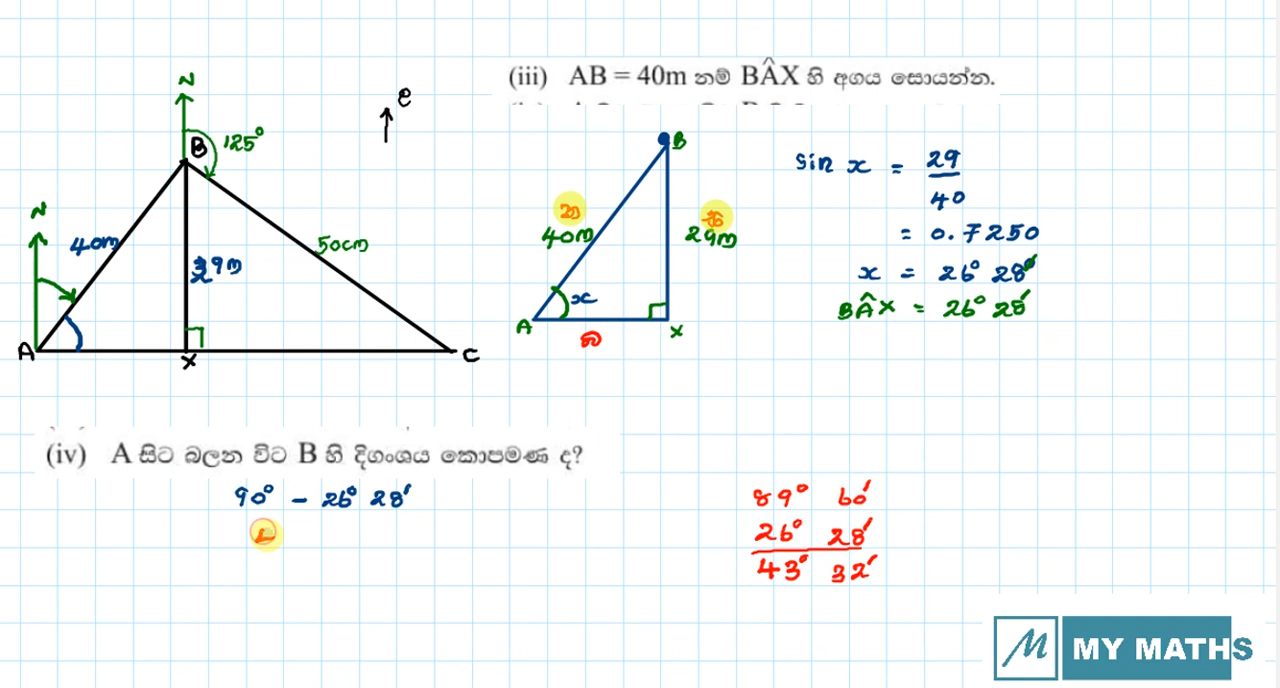 (iii) AB = 40m නම් BÂX හි අගය සොයන්න.
N
N
B 125°
40m
50cm
29m
A
X
C
B
40m
29m
x
A
X
sin x = 29
40
= 0.7250
x = 26° 28'
BÂX = 26° 28'
(iv) A සිට බලන විට B හි දිගංශය කොපමණ ද?
90° - 26° 28'
89° 60'
26° 28'
43° 32'
M MY MATHS